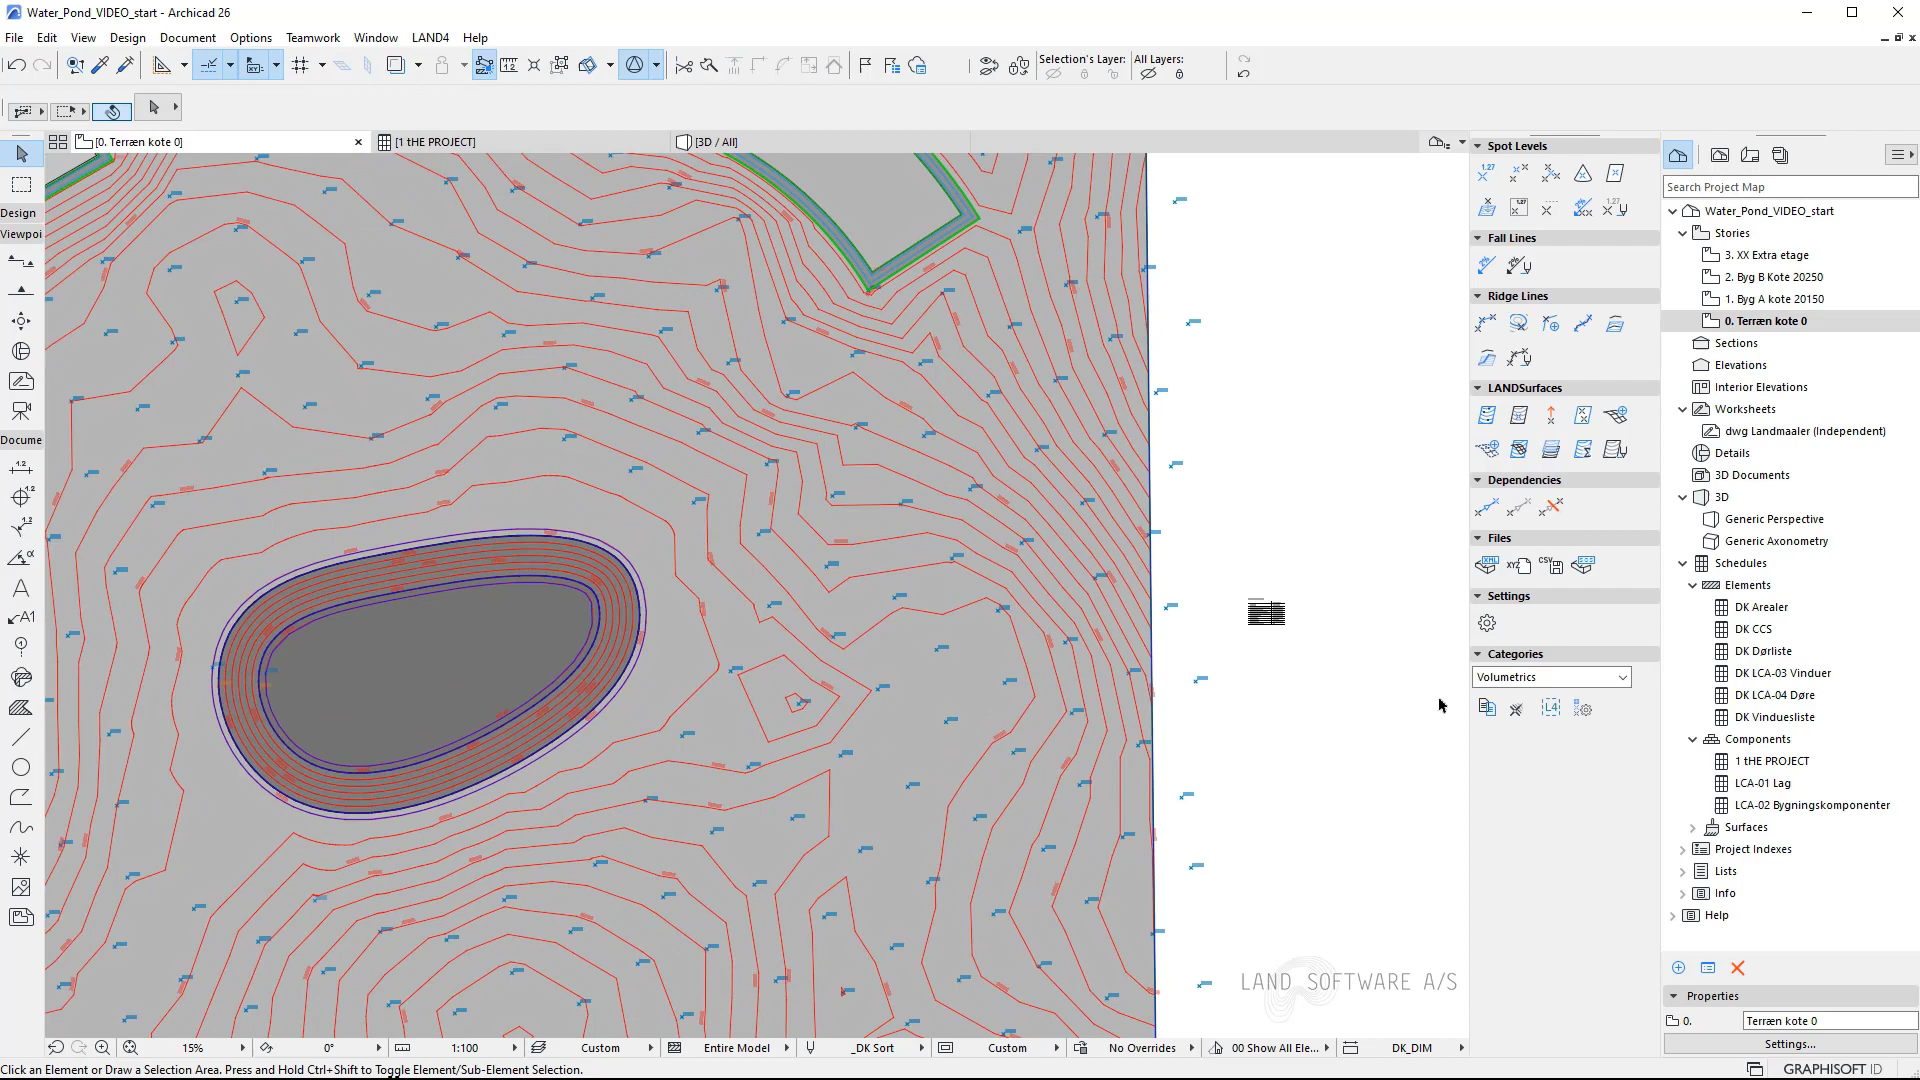 Water_Pond_VIDEO_start - Archicad 26
File Edit View Design Document Options Teamwork Window LAND4 Help
Selection's Layer: All Layers:
[0. Terræn kote 0]
[1 tHE PROJECT]
[3D / All]
Design
Viewpoi
Docume
Spot Levels
Fall Lines
Ridge Lines
LANDSurfaces
Dependencies
Files
Settings
Categories
Volumetrics
Search Project Map
Water_Pond_VIDEO_start
Stories
3. XX Extra etage
2. Byg B Kote 20250
1. Byg A kote 20150
0. Terræn kote 0
Sections
Elevations
Interior Elevations
Worksheets
dwg Landmaaler (Independent)
Details
3D Documents
3D
Generic Perspective
Generic Axonometry
Schedules
Elements
DK Arealer
DK CCS
DK Dørliste
DK LCA-03 Vinduer
DK LCA-04 Døre
DK Vinduesliste
Components
1 tHE PROJECT
LCA-01 Lag
LCA-02 Bygningskomponenter
Surfaces
Project Indexes
Lists
Info
Help
Properties
0. Terræn kote 0
Settings...
LAND SOFTWARE A/S
15% 0° 1:100 Custom Entire Model _DK Sort Custom No Overrides 00 Show All Ele... DK_DIM
Click an Element or Draw a Selection Area. Press and Hold Ctrl+Shift to Toggle Element/Sub-Element Selection.
GRAPHISOFT ID